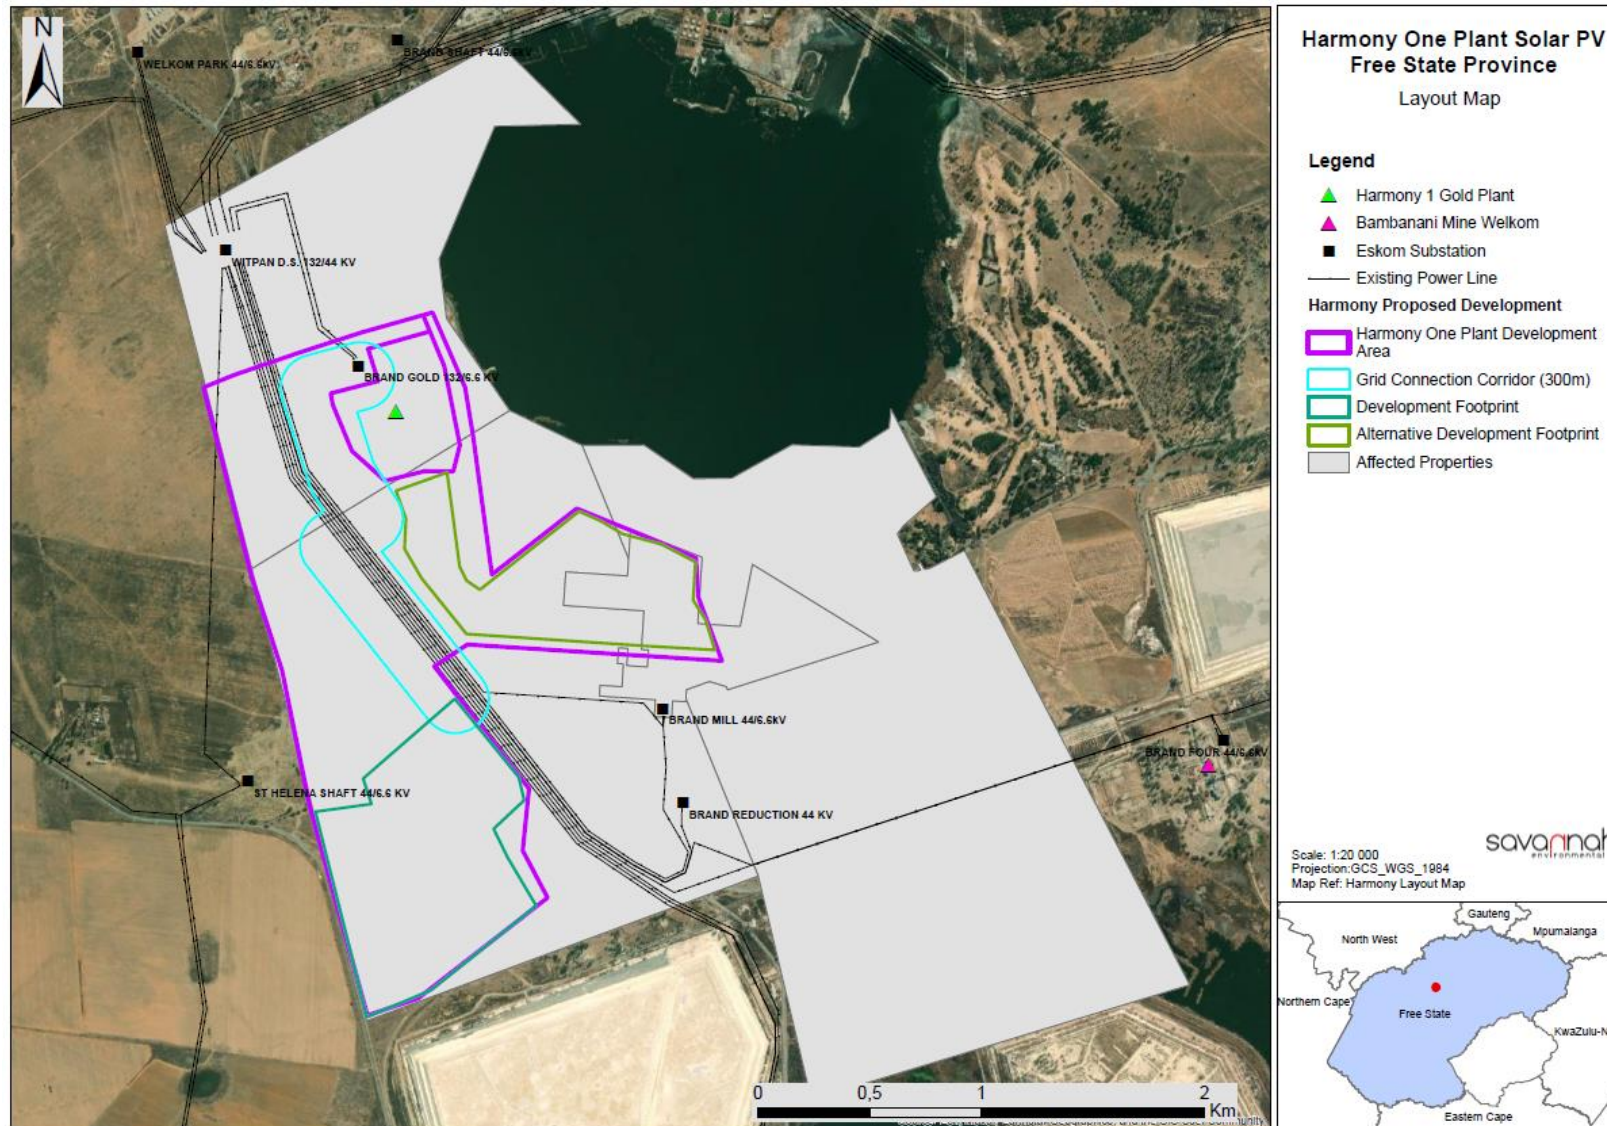 N
WELKOM PARK 44/6.6kV
BRAND SHAFT 44/6.6kV
WITPAN D.S. 132/44 KV
BRAND GOLD 132/6.6 KV
BRAND MILL 44/6.6kV
BRAND FOUR 44/6.6kV
ST HELENA SHAFT 44/6.6 KV
BRAND REDUCTION 44 KV
0 0,5 1 2
Km
Harmony One Plant Solar PV
Free State Province
Layout Map
Legend
Harmony 1 Gold Plant
Bambanani Mine Welkom
Eskom Substation
Existing Power Line
Harmony Proposed Development
Harmony One Plant Development
Area
Grid Connection Corridor (300m)
Development Footprint
Alternative Development Footprint
Affected Properties
savannah
environmental
Scale: 1:20 000
Projection:GCS_WGS_1984
Map Ref: Harmony Layout Map
Gauteng
North West
Mpumalanga
Northern Cape
Free State
KwaZulu-N
Eastern Cape